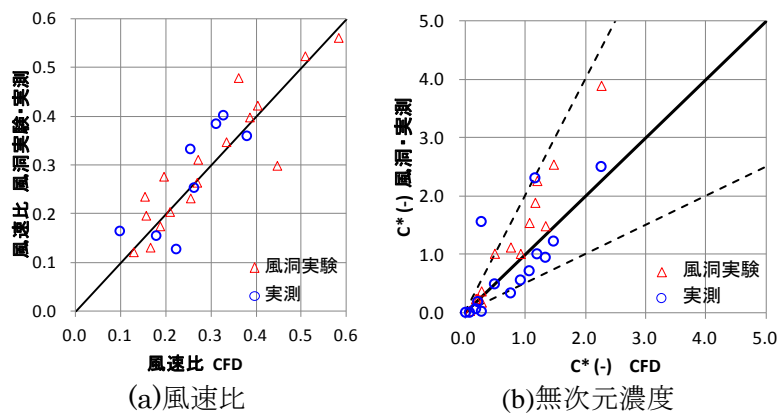 0.6
0.5
0.4
0.3
0.2
0.1
0.0
0.0 0.1 0.2 0.3 0.4 0.5 0.6
風速比 風洞実験・実測
風速比 CFD
風洞実験
実測
(a)風速比
5.0
4.0
3.0
2.0
1.0
0.0
0.0 1.0 2.0 3.0 4.0 5.0
C* (-) 風洞・実測
C* (-) CFD
風洞実験
実測
(b)無次元濃度